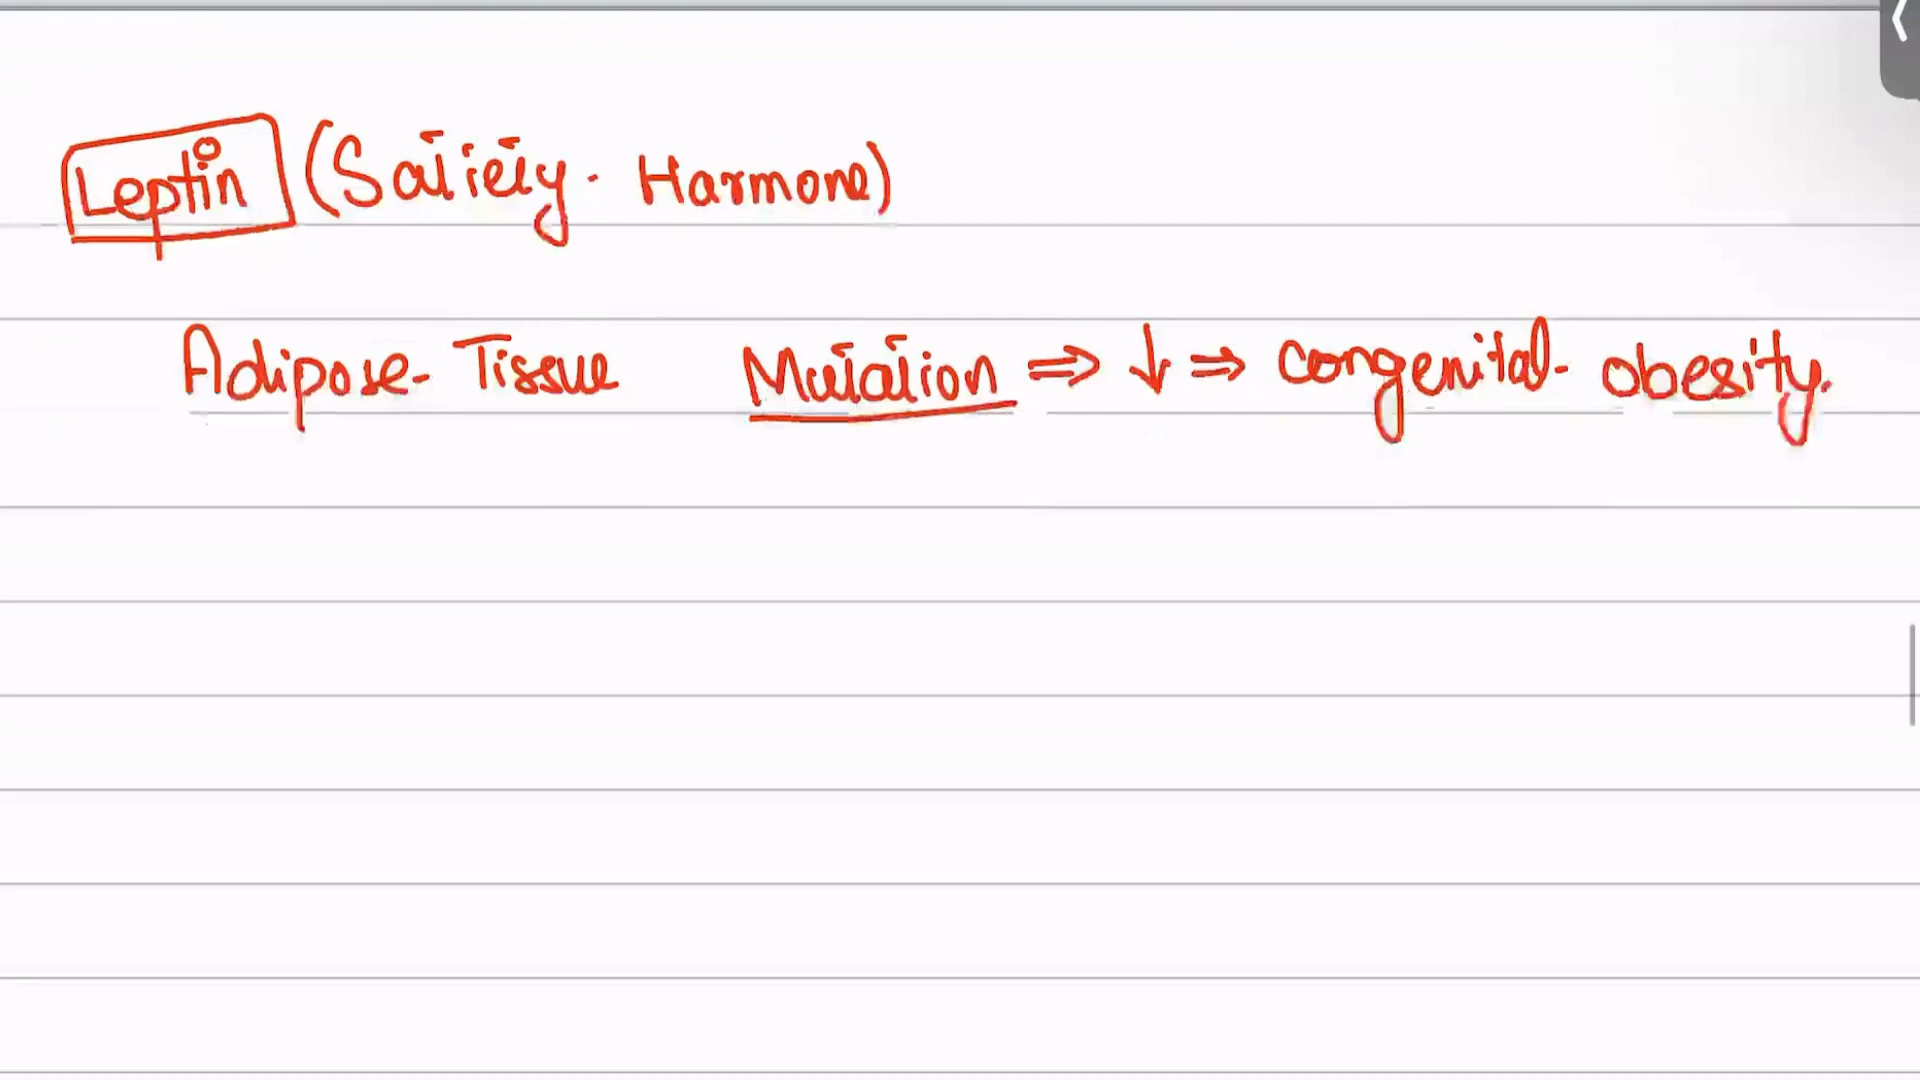 Leptin (Satiety - Harmone)
Adipose - Tissue Mutation ⇒ ↓ ⇒ congenital - obesity.